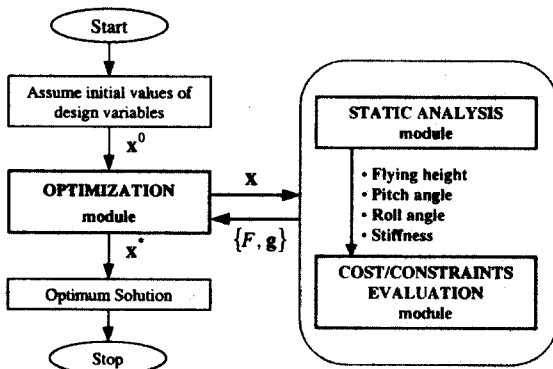 Start
Assume initial values of
design variables
X⁰
OPTIMIZATION
module
X
{F, g}
X*
Optimum Solution
Stop
STATIC ANALYSIS
module
• Flying height
• Pitch angle
• Roll angle
• Stiffness
COST/CONSTRAINTS
EVALUATION
module